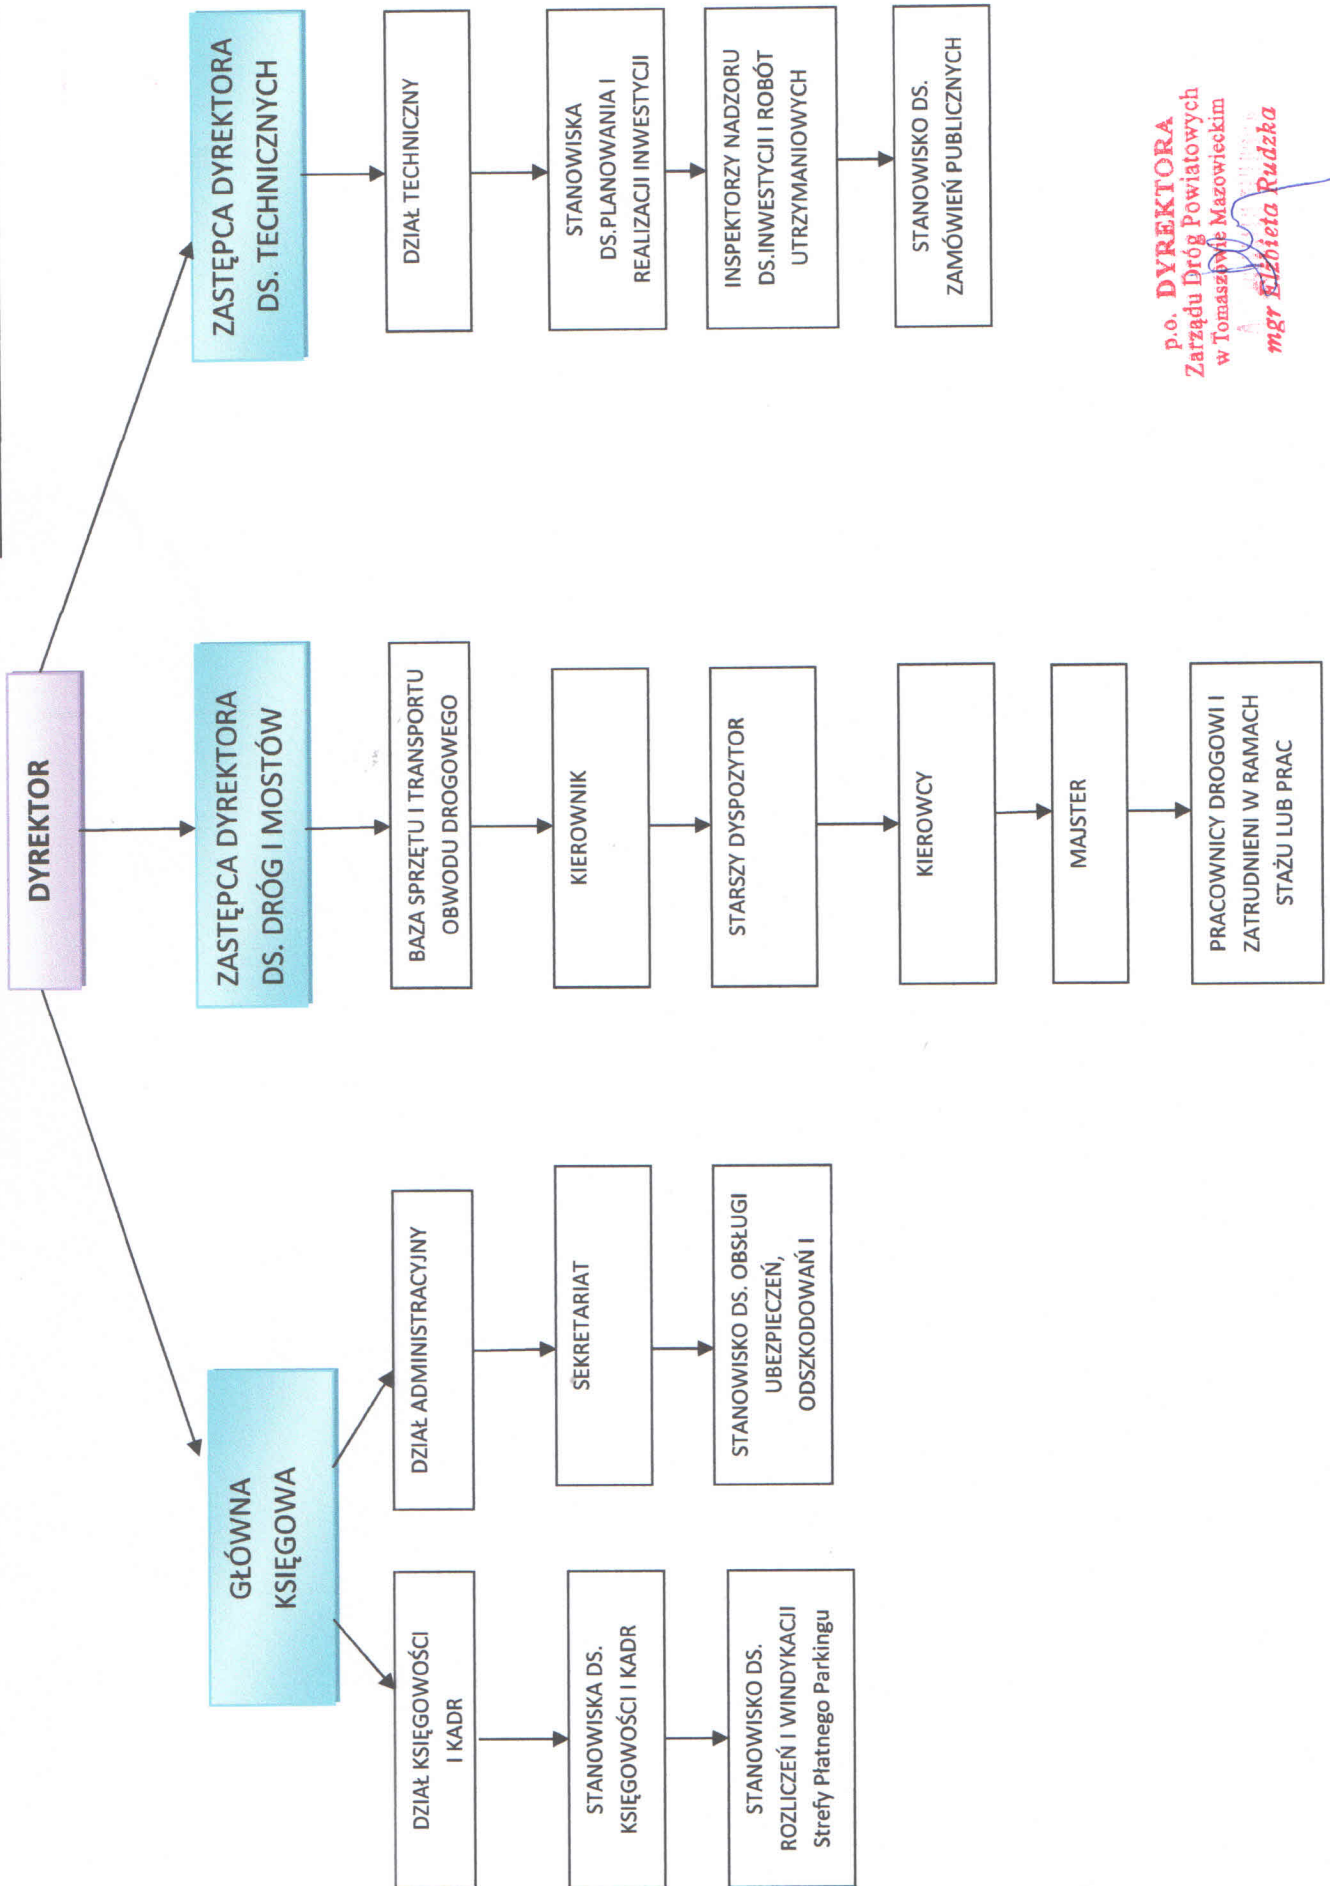 DYREKTOR
GŁÓWNA
KSIĘGOWA
ZASTĘPCA DYREKTORA
DS. DRÓG I MOSTÓW
ZASTĘPCA DYREKTORA
DS. TECHNICZNYCH
DZIAŁ KSIĘGOWOŚCI
I KADR
STANOWISKA DS.
KSIĘGOWOŚCI I KADR
STANOWISKO DS.
ROZLICZEŃ I WINDYKACJI
Strefy Płatnego Parkingu
DZIAŁ ADMINISTRACYJNY
SEKRETARIAT
STANOWISKO DS. OBSŁUGI
UBEZPIECZEŃ,
ODSZKODOWAŃ I
BAZA SPRZĘTU I TRANSPORTU
OBWODU DROGOWEGO
KIEROWNIK
STARSZY DYSPOZYTOR
KIEROWCY
MAJSTER
PRACOWNICY DROGOWI I
ZATRUDNIENI W RAMACH
STAŻU LUB PRAC
DZIAŁ TECHNICZNY
STANOWISKA
DS.PLANOWANIA I
REALIZACJI INWESTYCJI
INSPEKTORZY NADZORU
DS.INWESTYCJI I ROBÓT
UTRZYMANIOWYCH
STANOWISKO DS.
ZAMÓWIEŃ PUBLICZNYCH
p.o. DYREKTORA
Zarządu Dróg Powiatowych
w Tomaszowie Mazowieckim
mgr Elżbieta Rudzka